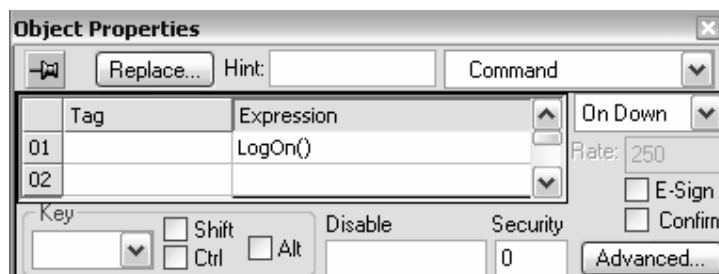 Object Properties
Replace... Hint: Command
Tag Expression On Down
01 LogOn() Rate: 250
02 E-Sign
Key Shift Disable Security Confirm
Ctrl Alt 0 Advanced...